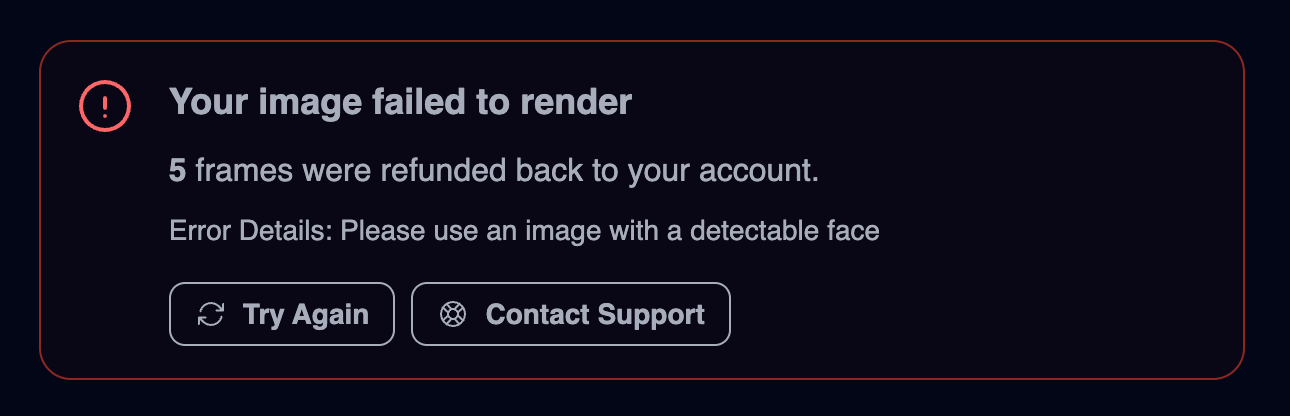 Your image failed to render
5 frames were refunded back to your account.
Error Details: Please use an image with a detectable face
Try Again
Contact Support